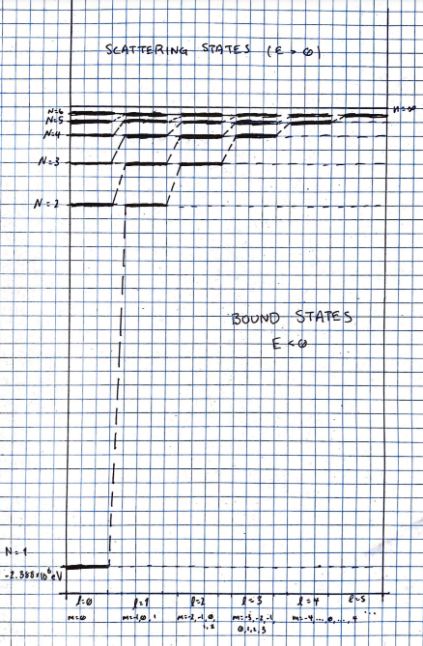 SCATTERING STATES (E > 0)
N=6
n=∞
N=5
N=4
N=3
N=2
BOUND STATES
E < 0
N=1
-2.388×10⁶ eV
l=0 l=1 l=2 l=3 l=4 l=5
m=0 m=-1,0,1 m=-2,-1,0, m=-3,-2,-1, m=-4,...,0,...,4 ...
1,2 0,1,2,3